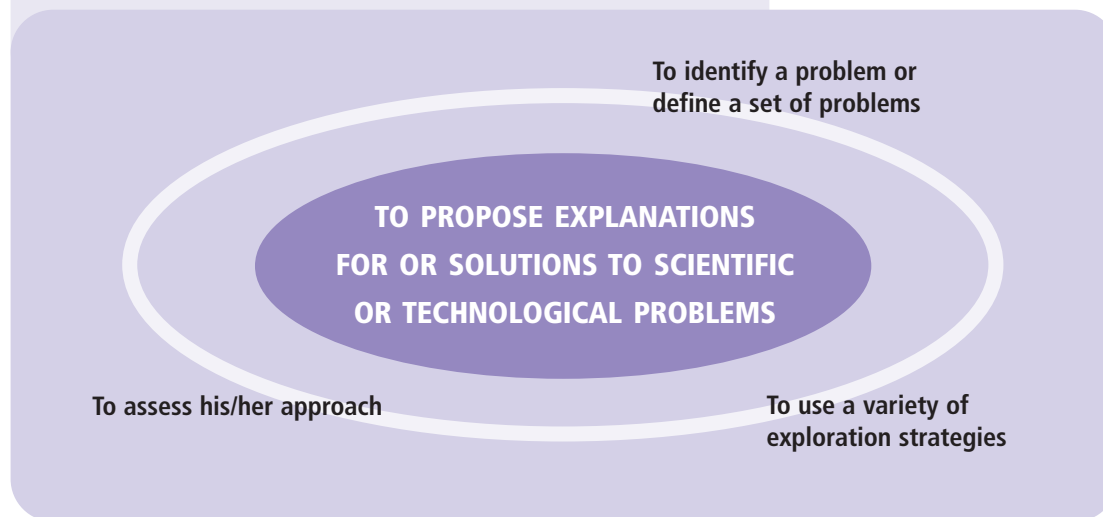 To identify a problem or
define a set of problems
TO PROPOSE EXPLANATIONS
FOR OR SOLUTIONS TO SCIENTIFIC
OR TECHNOLOGICAL PROBLEMS
To assess his/her approach
To use a variety of
exploration strategies